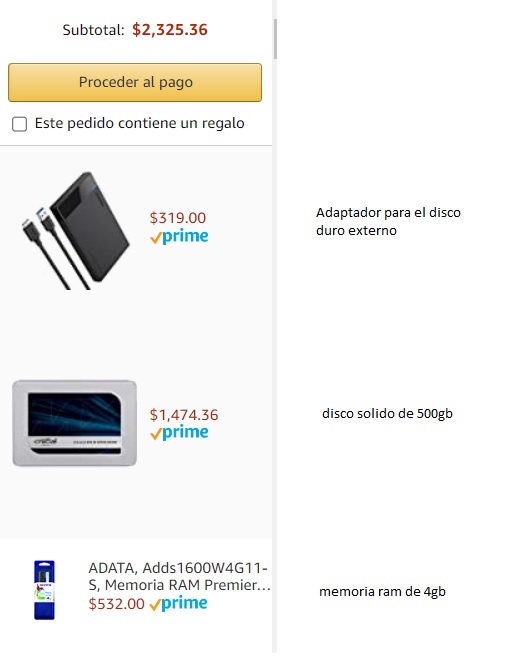 Subtotal: $2,325.36
Proceder al pago
Este pedido contiene un regalo
$319.00
prime
Adaptador para el disco
duro externo
crucial
$1,474.36
prime
disco solido de 500gb
ADATA, Adds1600W4G11-
S, Memoria RAM Premier...
$532.00 prime
memoria ram de 4gb